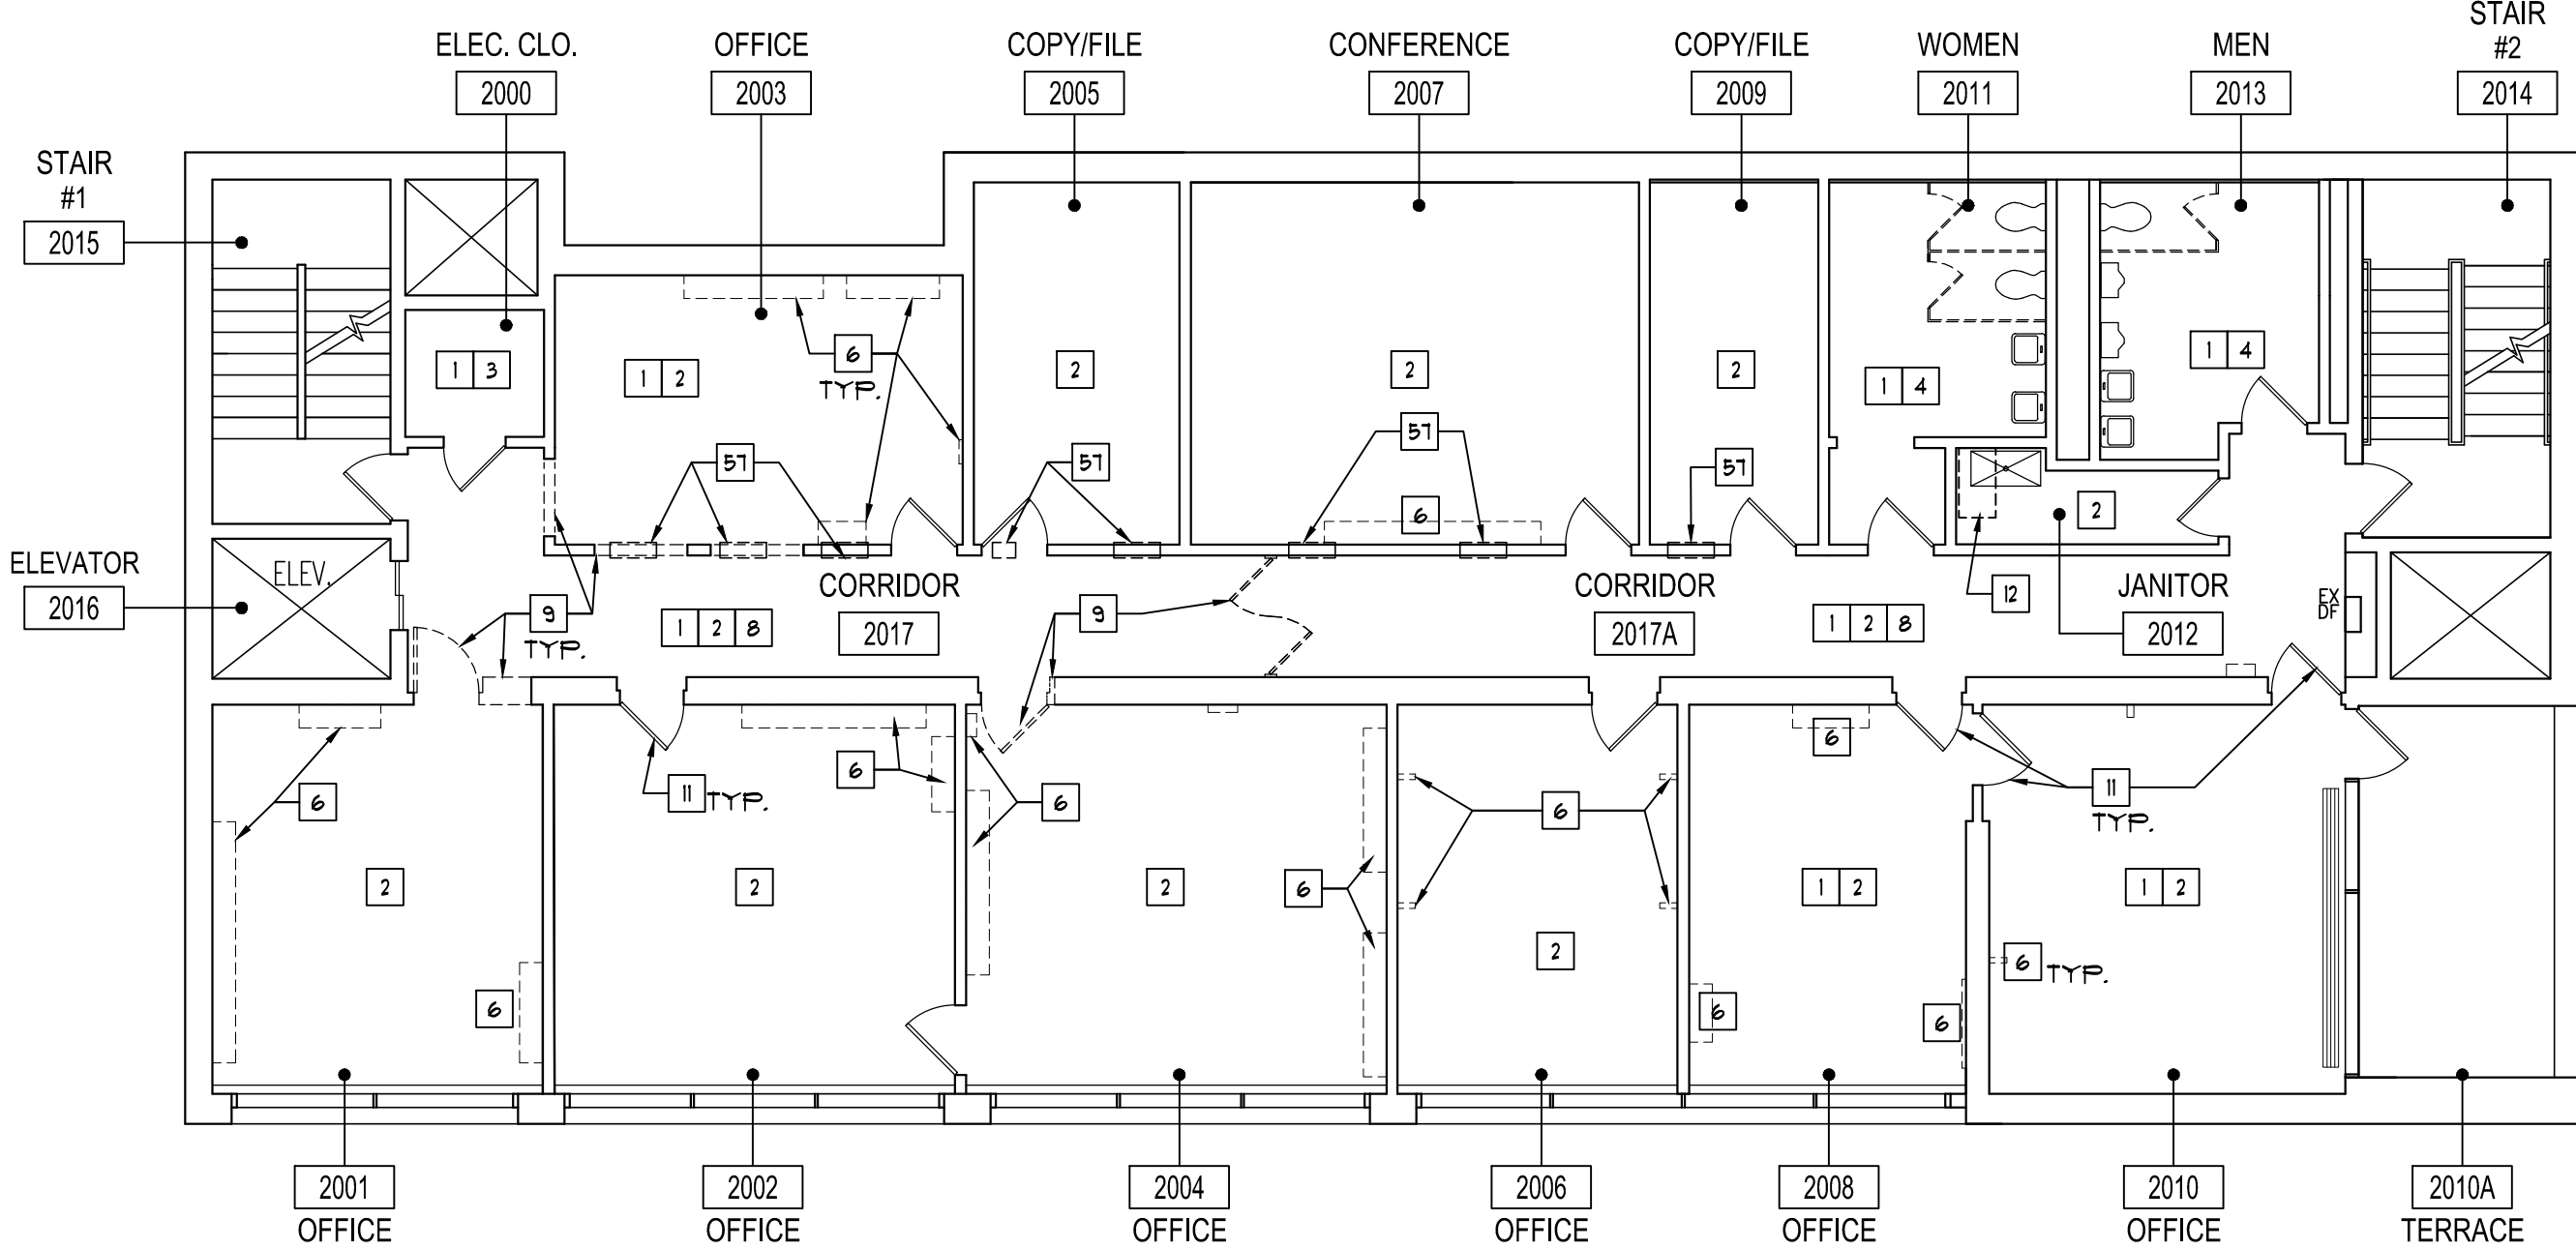 STAIR
#2
2014
ELEC. CLO.
2000
OFFICE
2003
COPY/FILE
2005
CONFERENCE
2007
COPY/FILE
2009
WOMEN
2011
MEN
2013
STAIR
#1
2015
1 3
1 2
6
TYP.
2
2
2
1 4
1 4
57
57
57
6
57
2
ELEVATOR
2016
ELEV.
9
TYP.
1 2 8
CORRIDOR
2017
9
CORRIDOR
2017A
1 2 8
12
JANITOR
2012
EX
DF
6
11 TYP.
6
6
6
6
11
TYP.
2
2
2
6
2
1 2
1 2
6
6
6
6 TYP.
2001
OFFICE
2002
OFFICE
2004
OFFICE
2006
OFFICE
2008
OFFICE
2010
OFFICE
2010A
TERRACE